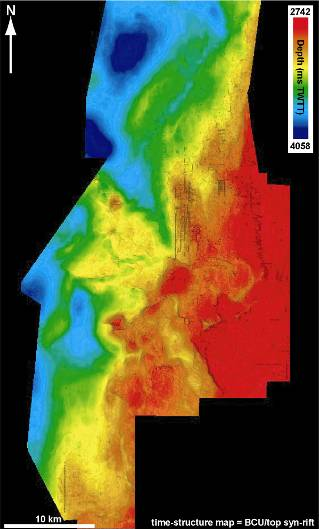 N
2742
Depth (ms TWTT)
4058
10 km
time-structure map = BCU/top syn-rift